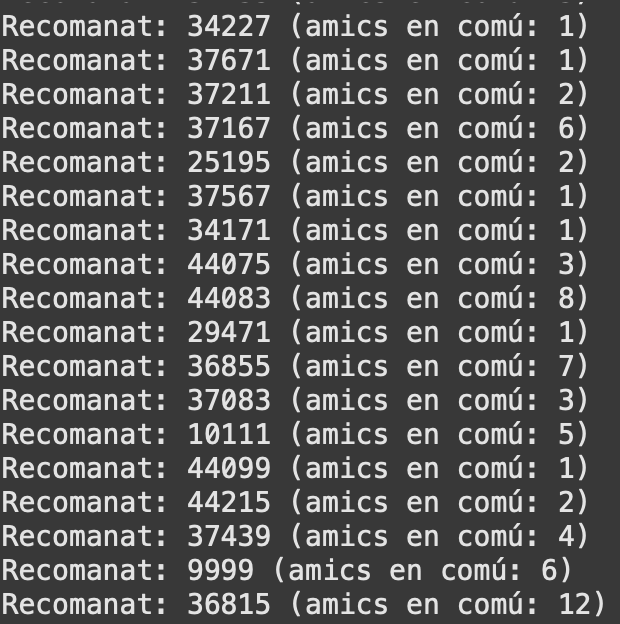 Recomanat: 34227 (amics en comú: 1)
Recomanat: 37671 (amics en comú: 1)
Recomanat: 37211 (amics en comú: 2)
Recomanat: 37167 (amics en comú: 6)
Recomanat: 25195 (amics en comú: 2)
Recomanat: 37567 (amics en comú: 1)
Recomanat: 34171 (amics en comú: 1)
Recomanat: 44075 (amics en comú: 3)
Recomanat: 44083 (amics en comú: 8)
Recomanat: 29471 (amics en comú: 1)
Recomanat: 36855 (amics en comú: 7)
Recomanat: 37083 (amics en comú: 3)
Recomanat: 10111 (amics en comú: 5)
Recomanat: 44099 (amics en comú: 1)
Recomanat: 44215 (amics en comú: 2)
Recomanat: 37439 (amics en comú: 4)
Recomanat: 9999 (amics en comú: 6)
Recomanat: 36815 (amics en comú: 12)